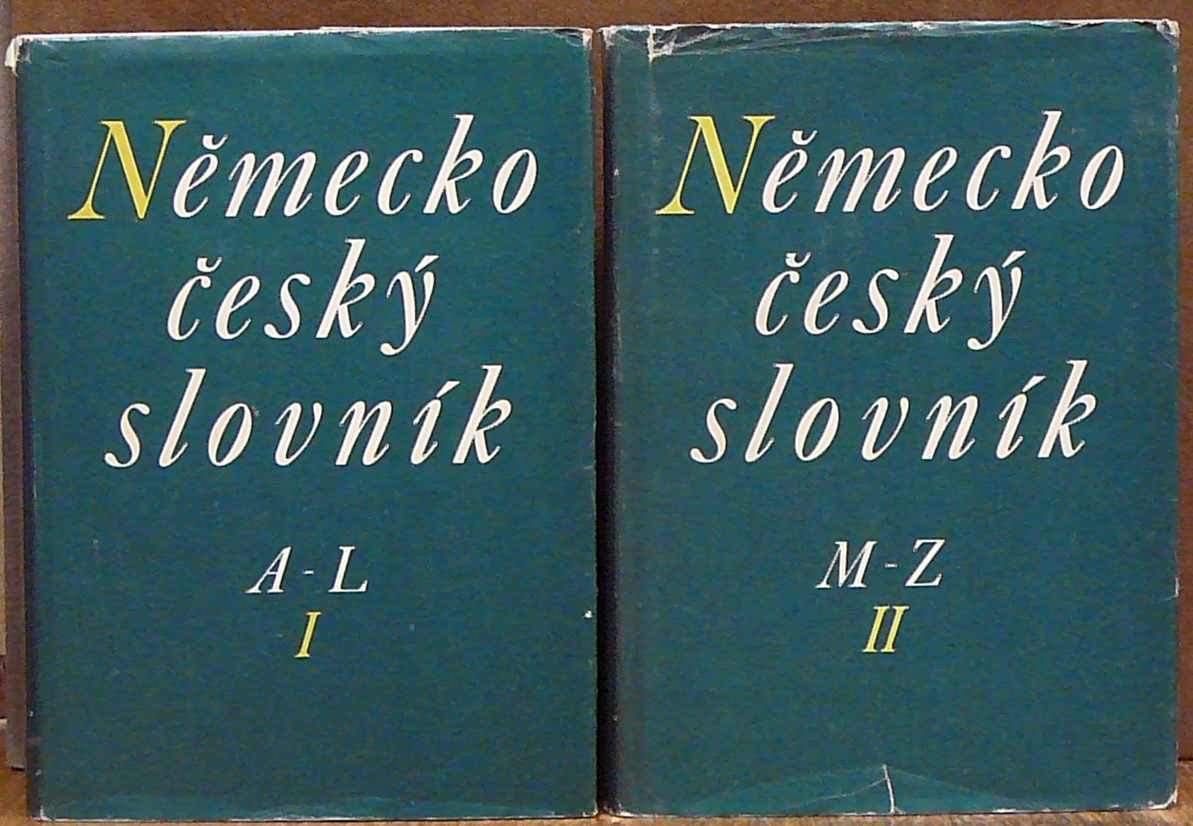 Německo
český
slovník
A-L
I
Německo
český
slovník
M-Z
II